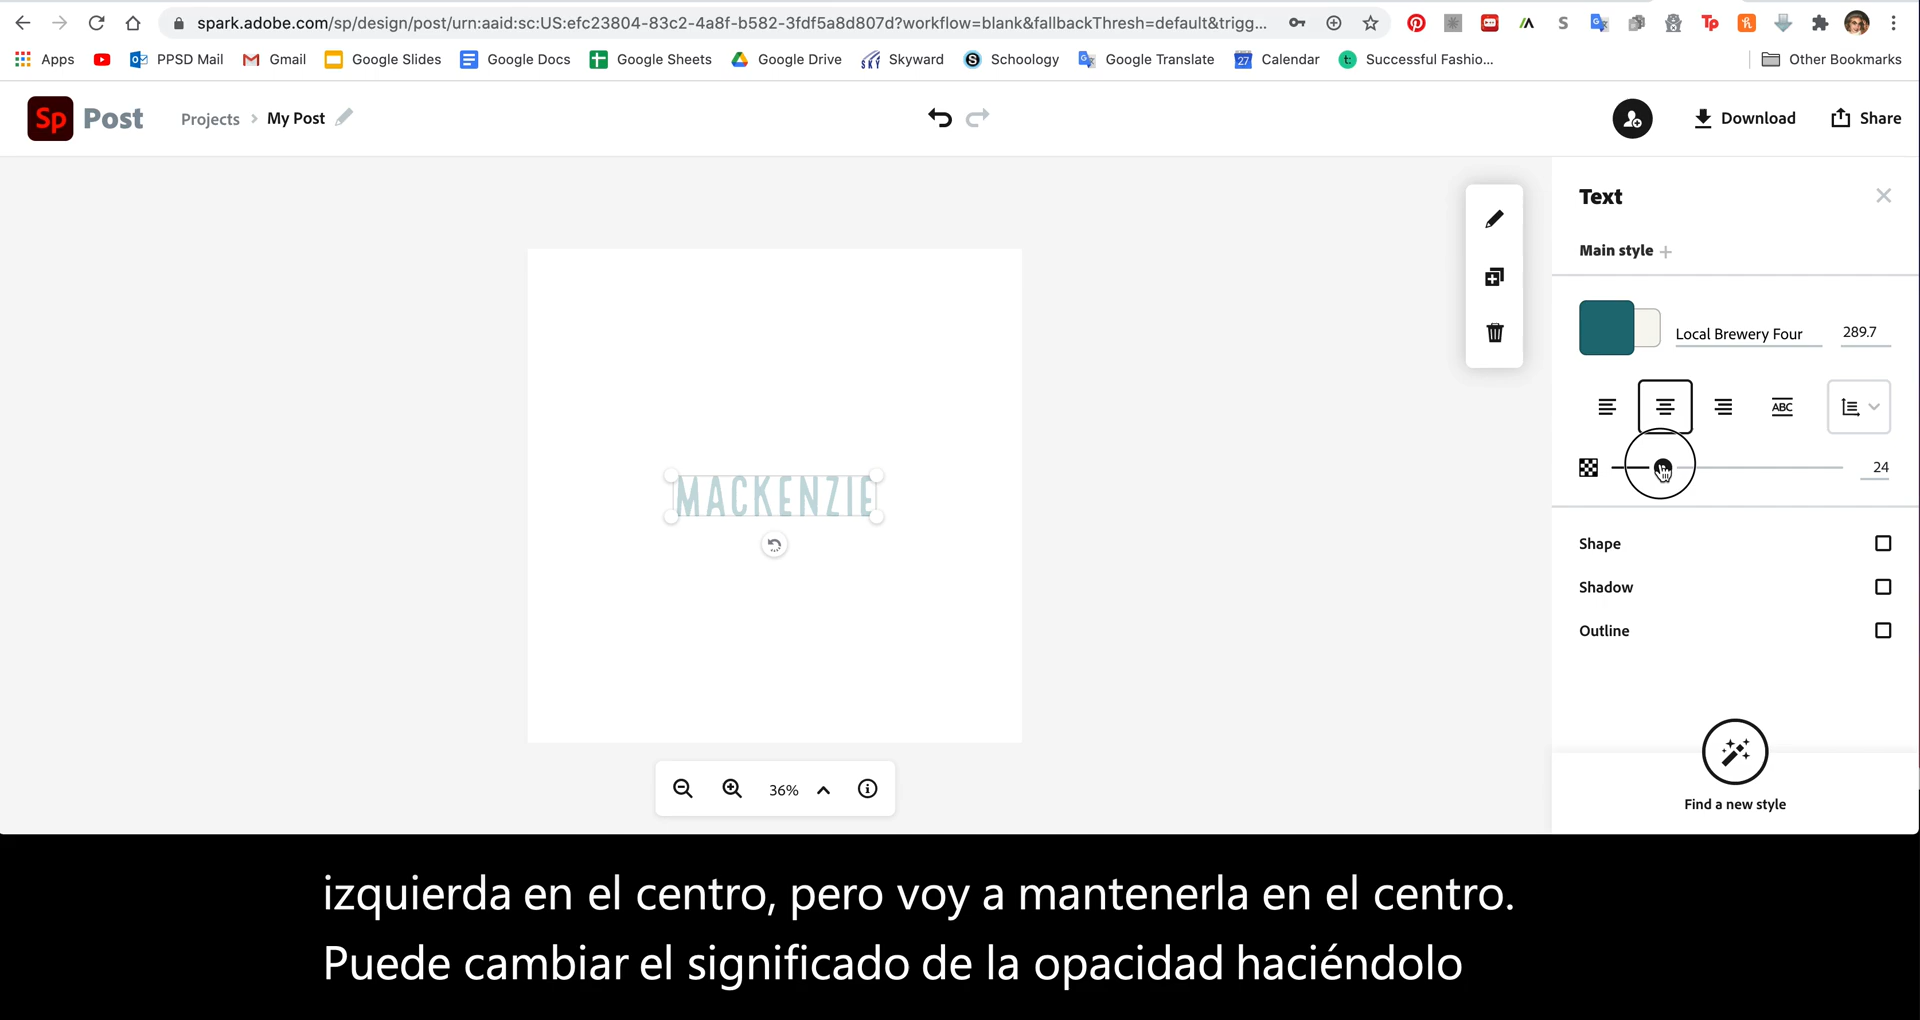 spark.adobe.com/sp/design/post/urn:aaid:sc:US:efc23804-83c2-4a8f-b582-3fdf5a8d807d?workflow=blank&fallbackThresh=default&trigg...
Apps PPSD Mail Gmail Google Slides Google Docs Google Sheets Google Drive Skyward Schoology Google Translate 27 Calendar Successful Fashio... Other Bookmarks
Sp Post Projects > My Post Download Share
Text
Main style +
Local Brewery Four 289.7
ABC
24
MACKENZIE
Shape
Shadow
Outline
36%
Find a new style
izquierda en el centro, pero voy a mantenerla en el centro.
Puede cambiar el significado de la opacidad haciéndolo